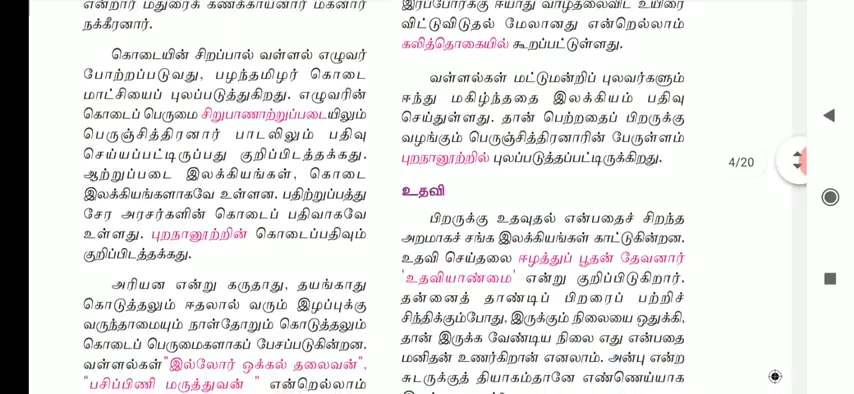 என்றார் மதுரைக் கணக்காயனார் மகனார்
நக்கீரனார்.
கொடையின் சிறப்பால் வள்ளல் எழுவர்
போற்றப்படுவது, பழந்தமிழர் கொடை
மாட்சியைப் புலப்படுத்துகிறது. எழுவரின்
கொடைப் பெருமை சிறுபாணாற்றுப்படையிலும்
பெருஞ்சித்திரனார் பாடலிலும் பதிவு
செய்யப்பட்டிருப்பது குறிப்பிடத்தக்கது.
ஆற்றுப்படை இலக்கியங்கள், கொடை
இலக்கியங்களாகவே உள்ளன. பதிற்றுப்பத்து
சேர அரசர்களின் கொடைப் பதிவாகவே
உள்ளது. புறநானூற்றின் கொடைப்பதிவும்
குறிப்பிடத்தக்கது.
அரியன என்று கருதாது, தயங்காது
கொடுத்தலும் ஈதலால் வரும் இழப்புக்கு
வருந்தாமையும் நாள்தோறும் கொடுத்தலும்
கொடைப் பெருமைகளாகப் பேசப்படுகின்றன.
வள்ளல்கள் "இல்லோர் ஒக்கல் தலைவன்",
"பசிப்பிணி மருத்துவன் " என்றெல்லாம்
இரப்போர்க்கு ஈயாது வாழ்தலைவிட உயிரை
விட்டுவிடுதல் மேலானது என்றெல்லாம்
கலித்தொகையில் கூறப்பட்டுள்ளது.
வள்ளல்கள் மட்டுமன்றிப் புலவர்களும்
ஈந்து மகிழ்ந்ததை இலக்கியம் பதிவு
செய்துள்ளது. தான் பெற்றதைப் பிறருக்கு
வழங்கும் பெருஞ்சித்திரனாரின் பேருள்ளம்
புறநானூற்றில் புலப்படுத்தப்பட்டிருக்கிறது.
உதவி
பிறருக்கு உதவுதல் என்பதைச் சிறந்த
அறமாகச் சங்க இலக்கியங்கள் காட்டுகின்றன.
உதவி செய்தலை ஈழத்துப் பூதன் தேவனார்
'உதவியாண்மை' என்று குறிப்பிடுகிறார்.
தன்னைத் தாண்டிப் பிறரைப் பற்றிச்
சிந்திக்கும்போது, இருக்கும் நிலையை ஒதுக்கி,
தான் இருக்க வேண்டிய நிலை எது என்பதை
மனிதன் உணர்கிறான் எனலாம். அன்பு என்ற
சுடருக்குத் தியாகம்தானே எண்ணெய்யாக
4/20